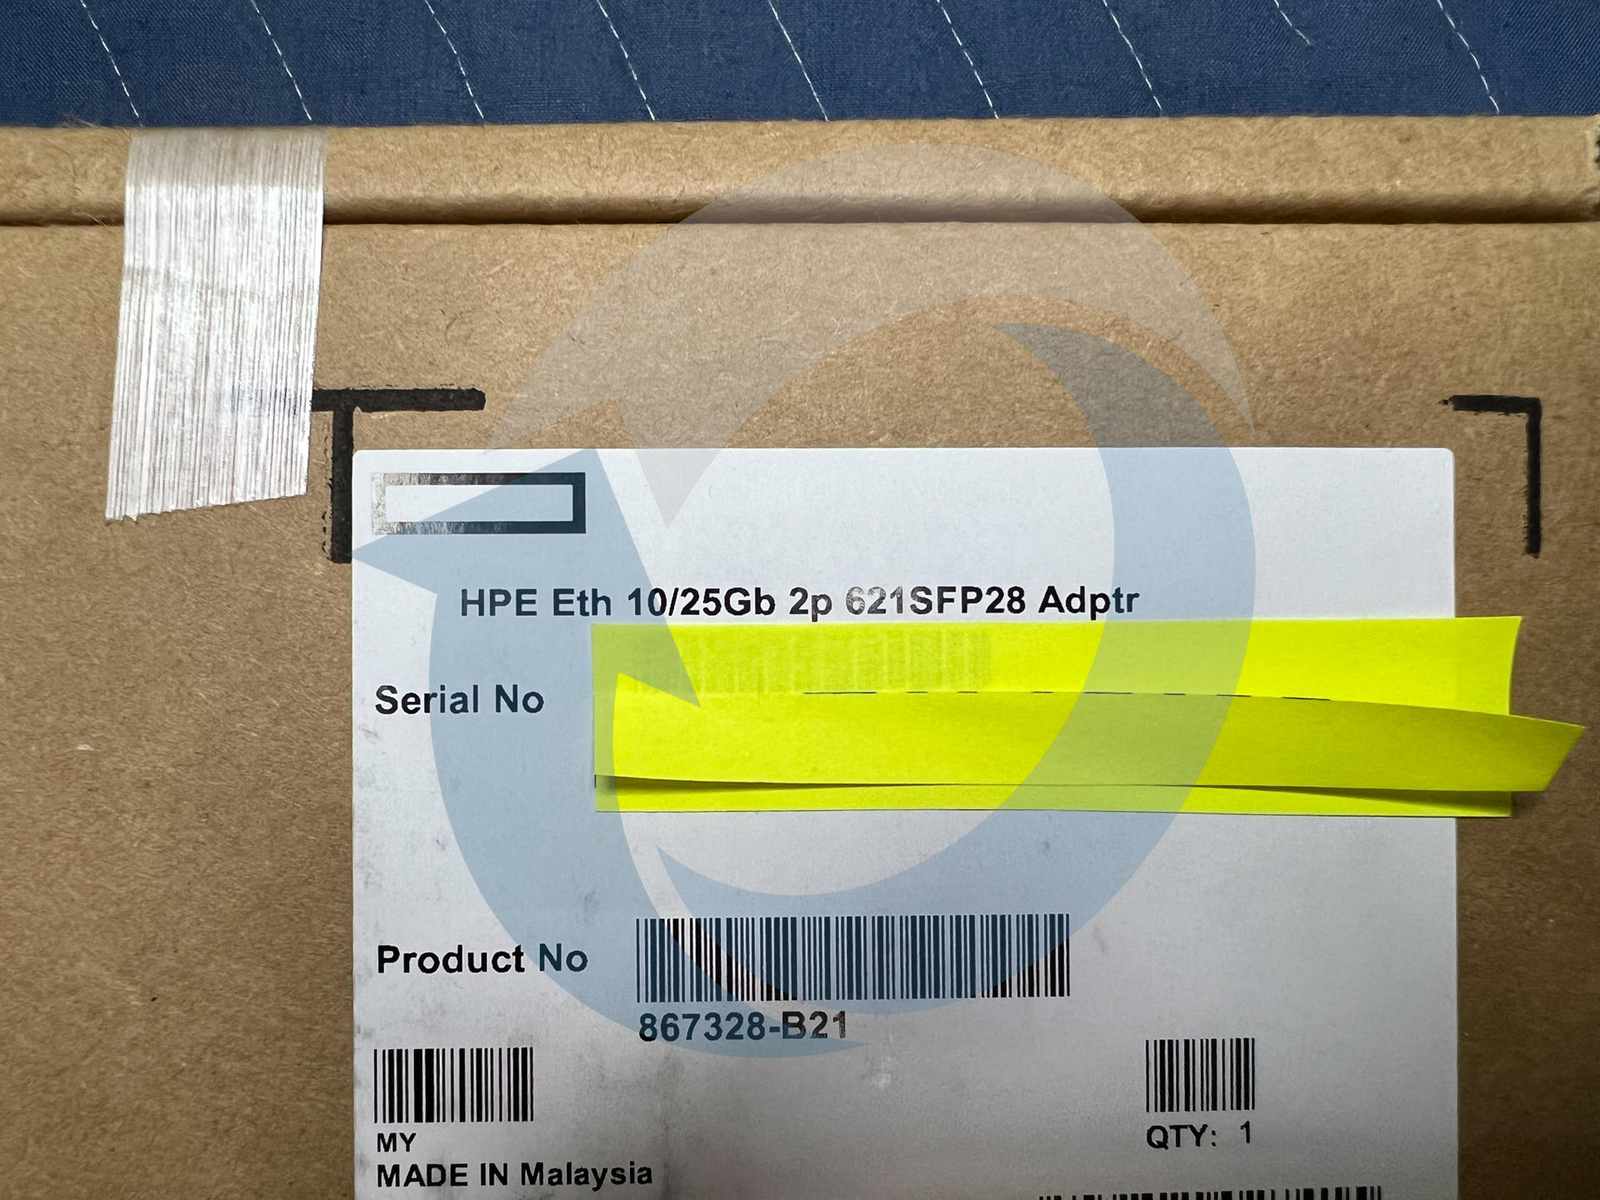 HPE Eth 10/25Gb 2p 621SFP28 Adptr
Serial No
Product No
867328-B21
MY
MADE IN Malaysia
QTY: 1